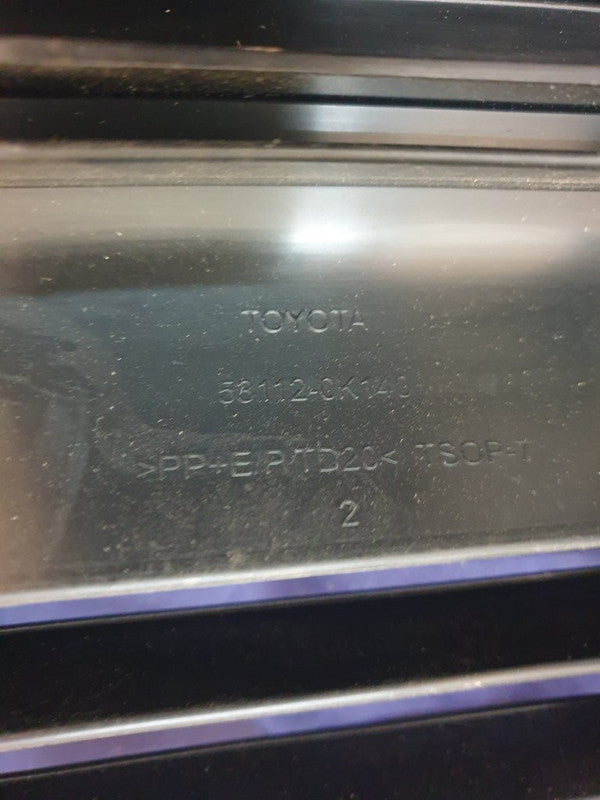 TOYOTA
53112-0K140
>PP+E/P-TD20< TSOP-1
2